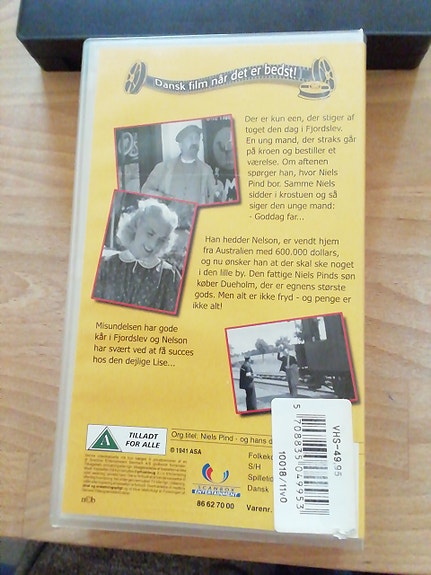 Dansk film når det er bedst!
Der er kun een, der stiger af
toget den dag i Fjordslev.
En ung mand, der straks går
på kroen og bestiller et
værelse. Om aftenen
spørger han, hvor Niels
Pind bor. Samme Niels
sidder i krostuen og så
siger den unge mand:
- Goddag far...
Han hedder Nelson, er vendt hjem
fra Australien med 600.000 dollars,
og nu ønsker han at der skal ske noget
i den lille by. Den fattige Niels Pinds søn
køber Dueholm, der er egnens største
gods. Men alt er ikke fryd - og penge er
ikke alt!
Misundelsen har gode
kår i Fjordslev og Nelson
har svært ved at få succes
hos den dejlige Lise...
A
TILLADT
FOR ALLE
Org titel: Niels Pind - og hans d
© 1941 ASA
Folkeko
S/H
Spilletid
Dansk
SCANBOX
ENTERTAINMENT
86 62 70 00
Varenr.
VHS-49,95
5 708835 049953
10018/11V0